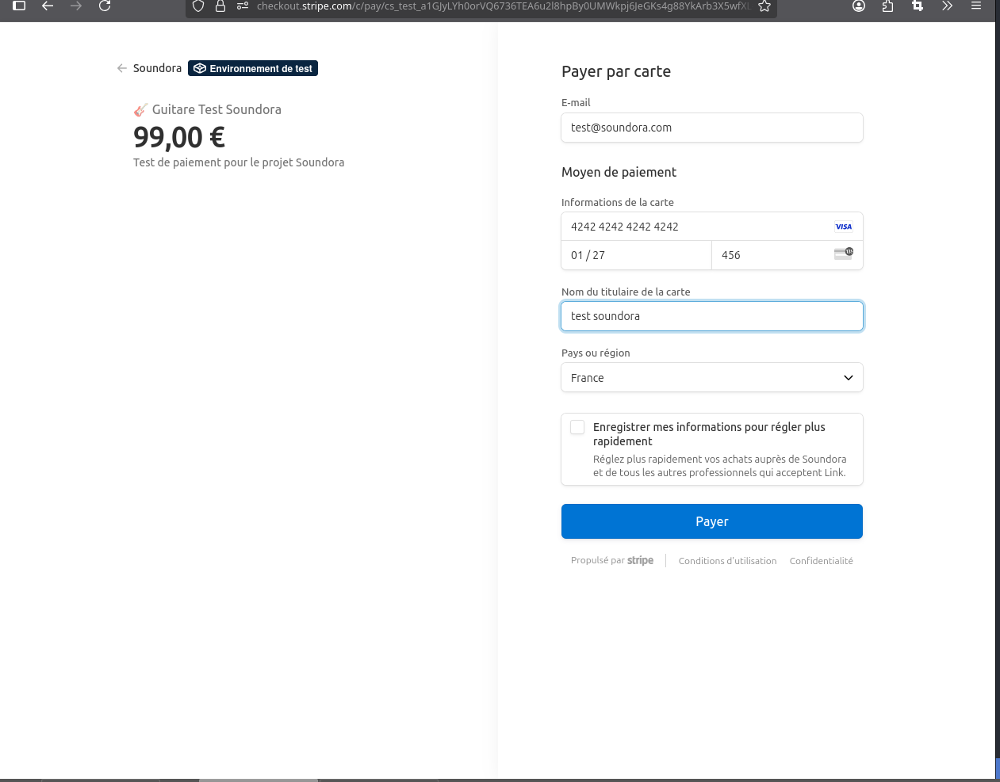 checkout.stripe.com/c/pay/cs_test_a1GJyLYh0orVQ6736TEA6u2l8hpBy0UMWkpj6JeGKs4g88YkArb3X5wfXL
Soundora
Environnement de test
Guitare Test Soundora
99,00 €
Test de paiement pour le projet Soundora
Payer par carte
E-mail
test@soundora.com
Moyen de paiement
Informations de la carte
4242 4242 4242 4242
VISA
01 / 27
456
135
Nom du titulaire de la carte
test soundora
Pays ou région
France
Enregistrer mes informations pour régler plus
rapidement
Réglez plus rapidement vos achats auprès de Soundora
et de tous les autres professionnels qui acceptent Link.
Payer
Propulsé par stripe
Conditions d'utilisation
Confidentialité